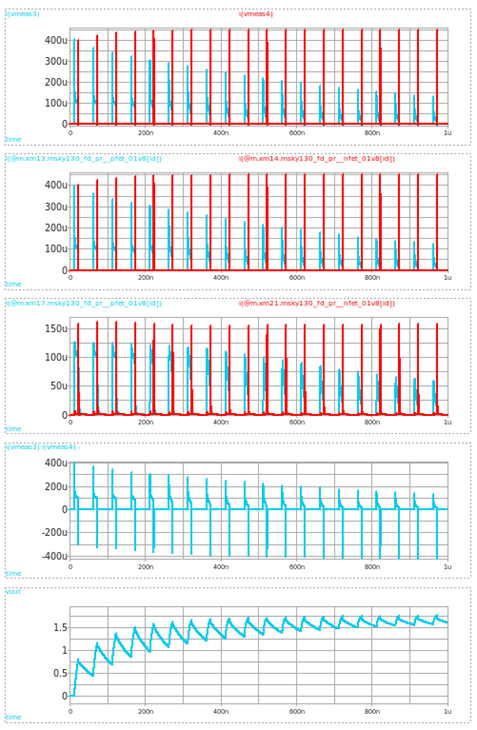 i(vmeas3) i(vmeas4)
400u
300u
200u
100u
0
0 200n 400n 600n 800n 1u
time
i(@m.xm13.msky130_fd_pr__pfet_01v8[id]) i(@m.xm14.msky130_fd_pr__nfet_01v8[id])
400u
300u
200u
100u
0
0 200n 400n 600n 800n 1u
time
i(@m.xm17.msky130_fd_pr__pfet_01v8[id]) i(@m.xm21.msky130_fd_pr__nfet_01v8[id])
150u
100u
50u
0
0 200n 400n 600n 800n 1u
time
i(vmeas3) i(vmeas4) -
400u
200u
0
-200u
-400u
0 200n 400n 600n 800n 1u
time
vout
1.5
1
0.5
0
0 200n 400n 600n 800n 1u
time